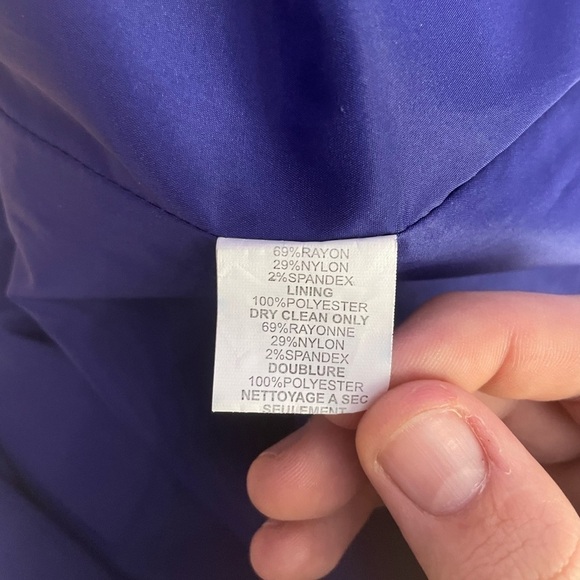 69%RAYON
29%NYLON
2%SPANDEX
LINING
100%POLYESTER
DRY CLEAN ONLY
69%RAYONNE
29%NYLON
2%SPANDEX
DOUBLURE
100%POLYESTER
NETTOYAGE A SEC
SEULEMENT